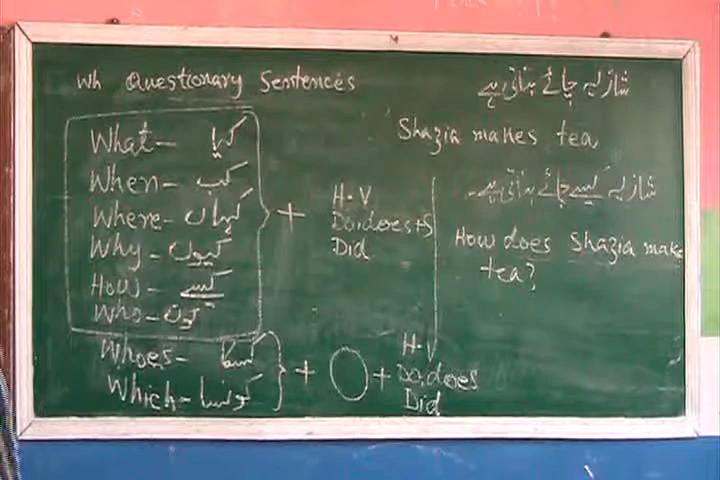 Wh Questionary Sentences
What - کیا
When - کب
Where - کہاں
Why - کیوں
How - کیسے
Who - کون
+
H.V
Do,does+S
Did
Whoes - کسکا
Which - کونسا
+ +
H.V
Do,does
Did
شازیہ چائے بناتی ہے
Shazia makes tea
شازیہ کیسے چائے بناتی ہے۔
How does Shazia make
tea?